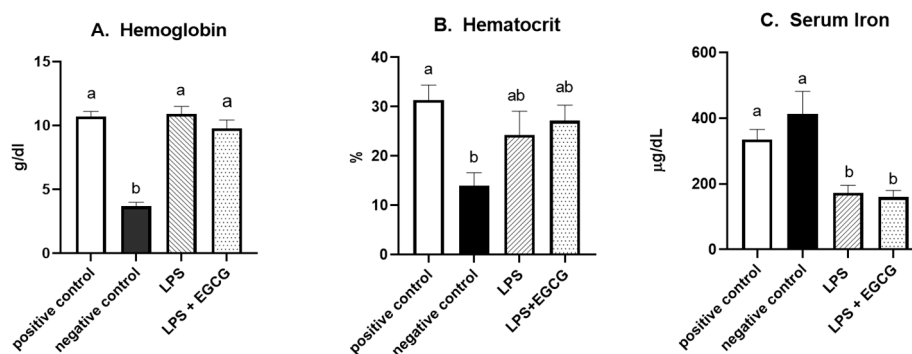 A. Hemoglobin
g/dl
15
10
5
0
a
b
a
a
positive control
negative control
LPS
LPS + EGCG
B. Hematocrit
%
40
30
20
10
0
a
b
ab
ab
positive control
negative control
LPS
LPS+EGCG
C. Serum Iron
µg/dL
600
400
200
0
a
a
b
b
positive control
negative control
LPS
LPS + EGCG